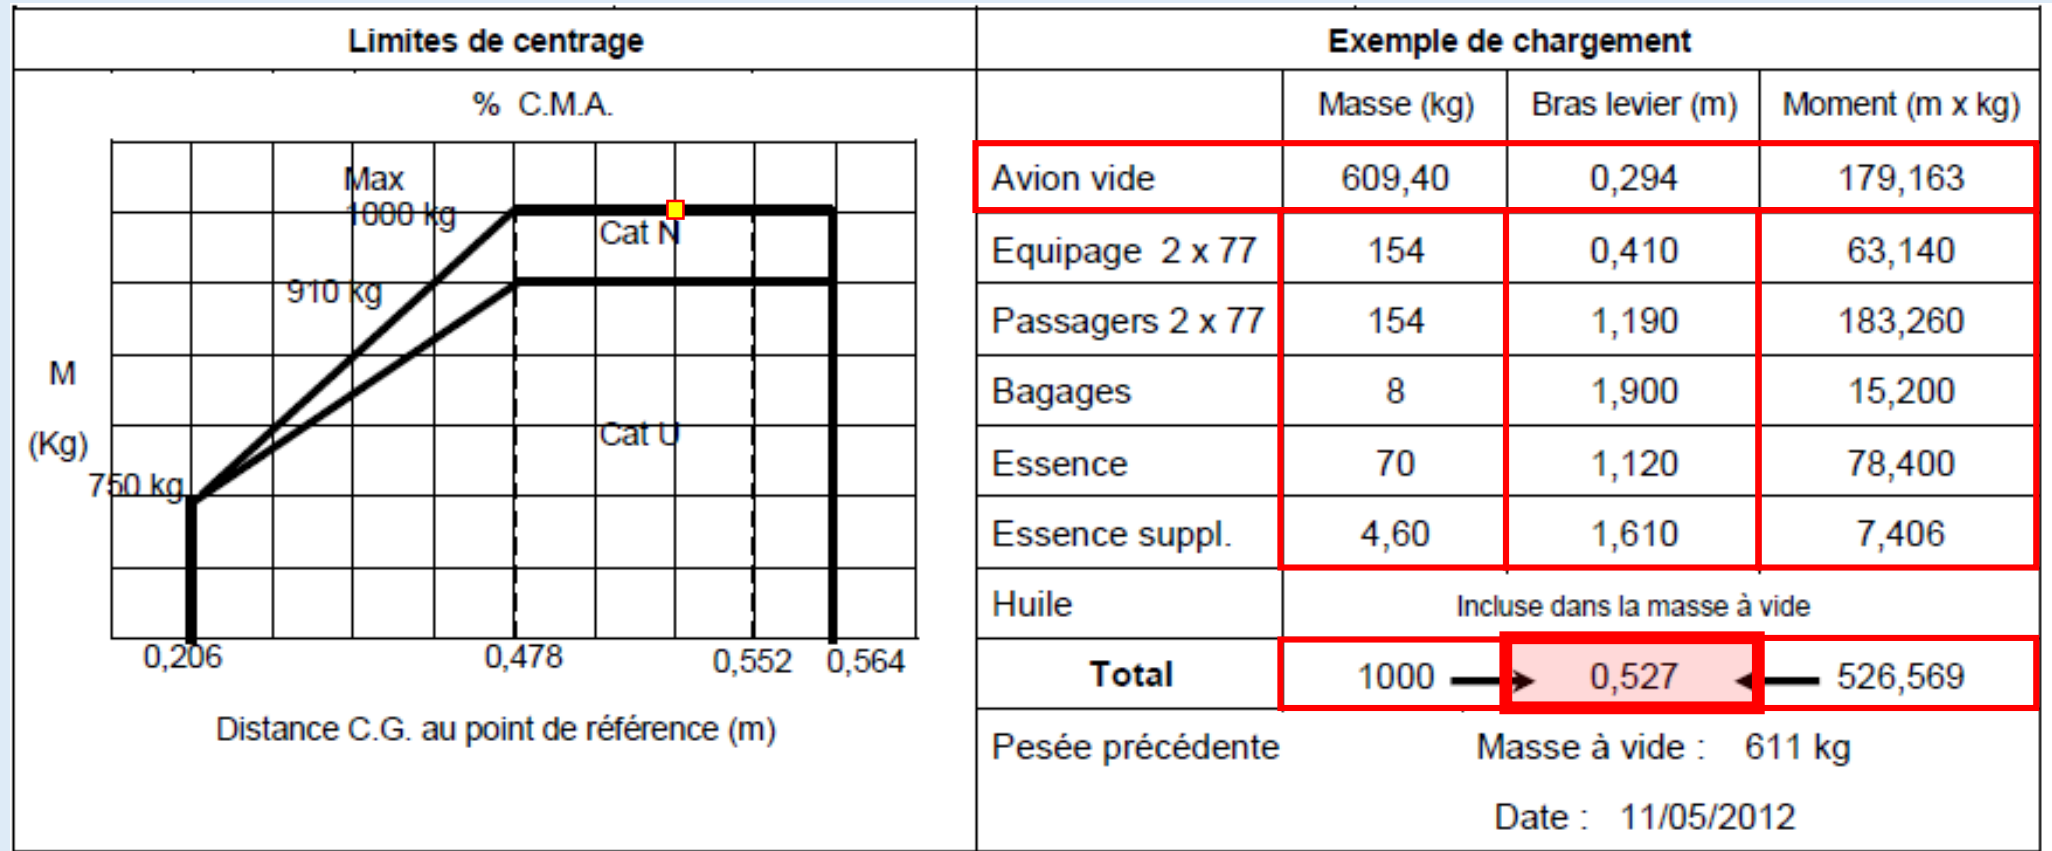 Limites de centrage
% C.M.A.
Max
1000 kg
Cat N
910 kg
M
(Kg)
Cat U
750 kg
0,206 0,478 0,552 0,564
Distance C.G. au point de référence (m)
Exemple de chargement
Masse (kg) Bras levier (m) Moment (m x kg)
Avion vide 609,40 0,294 179,163
Equipage 2 x 77 154 0,410 63,140
Passagers 2 x 77 154 1,190 183,260
Bagages 8 1,900 15,200
Essence 70 1,120 78,400
Essence suppl. 4,60 1,610 7,406
Huile Incluse dans la masse à vide
Total 1000 0,527 526,569
Pesée précédente Masse à vide : 611 kg
Date : 11/05/2012